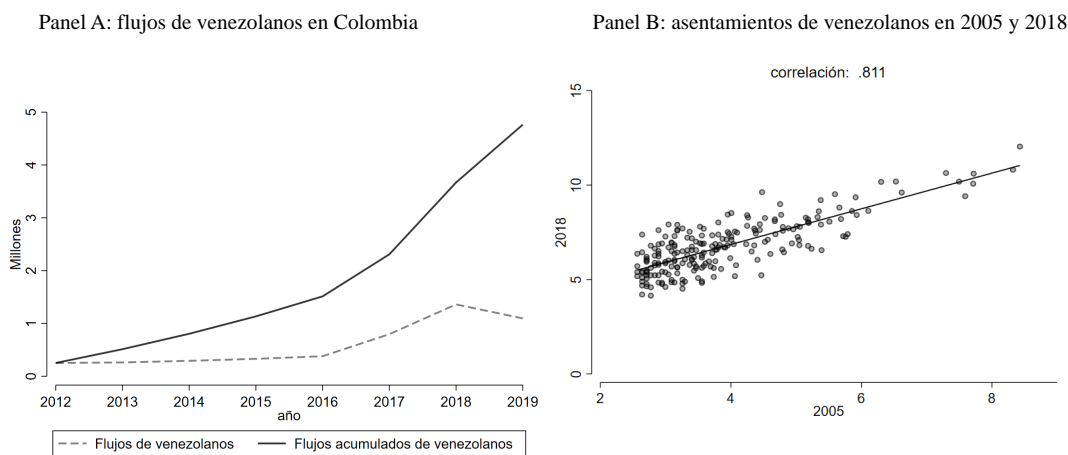 Panel A: flujos de venezolanos en Colombia
Millones
5
4
3
2
1
0
2012 2013 2014 2015 2016 2017 2018 2019
año
Flujos de venezolanos Flujos acumulados de venezolanos
Panel B: asentamientos de venezolanos en 2005 y 2018
correlación: .811
2018
15
10
5
0
2 4 6 8
2005